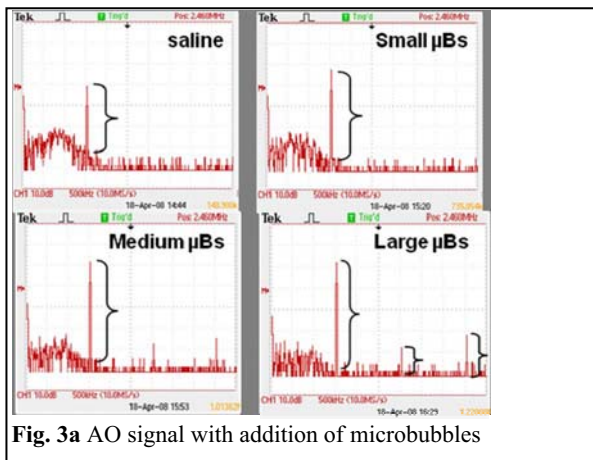 Tek Trig'd Pos: 2.460MHz
saline
CH1 10.0dB 500kHz (10.0MS/s)
18-Apr-08 14:44
Tek Trig'd Pos: 2.460MHz
Small µBs
CH1 10.0dB 500kHz (10.0MS/s)
18-Apr-08 15:20
Tek Trig'd Pos: 2.460MHz
Medium µBs
CH1 10.0dB 500kHz (10.0MS/s)
18-Apr-08 15:53
Tek Trig'd Pos: 2.460MHz
Large µBs
CH1 10.0dB 500kHz (10.0MS/s)
18-Apr-08 16:29
Fig. 3a AO signal with addition of microbubbles